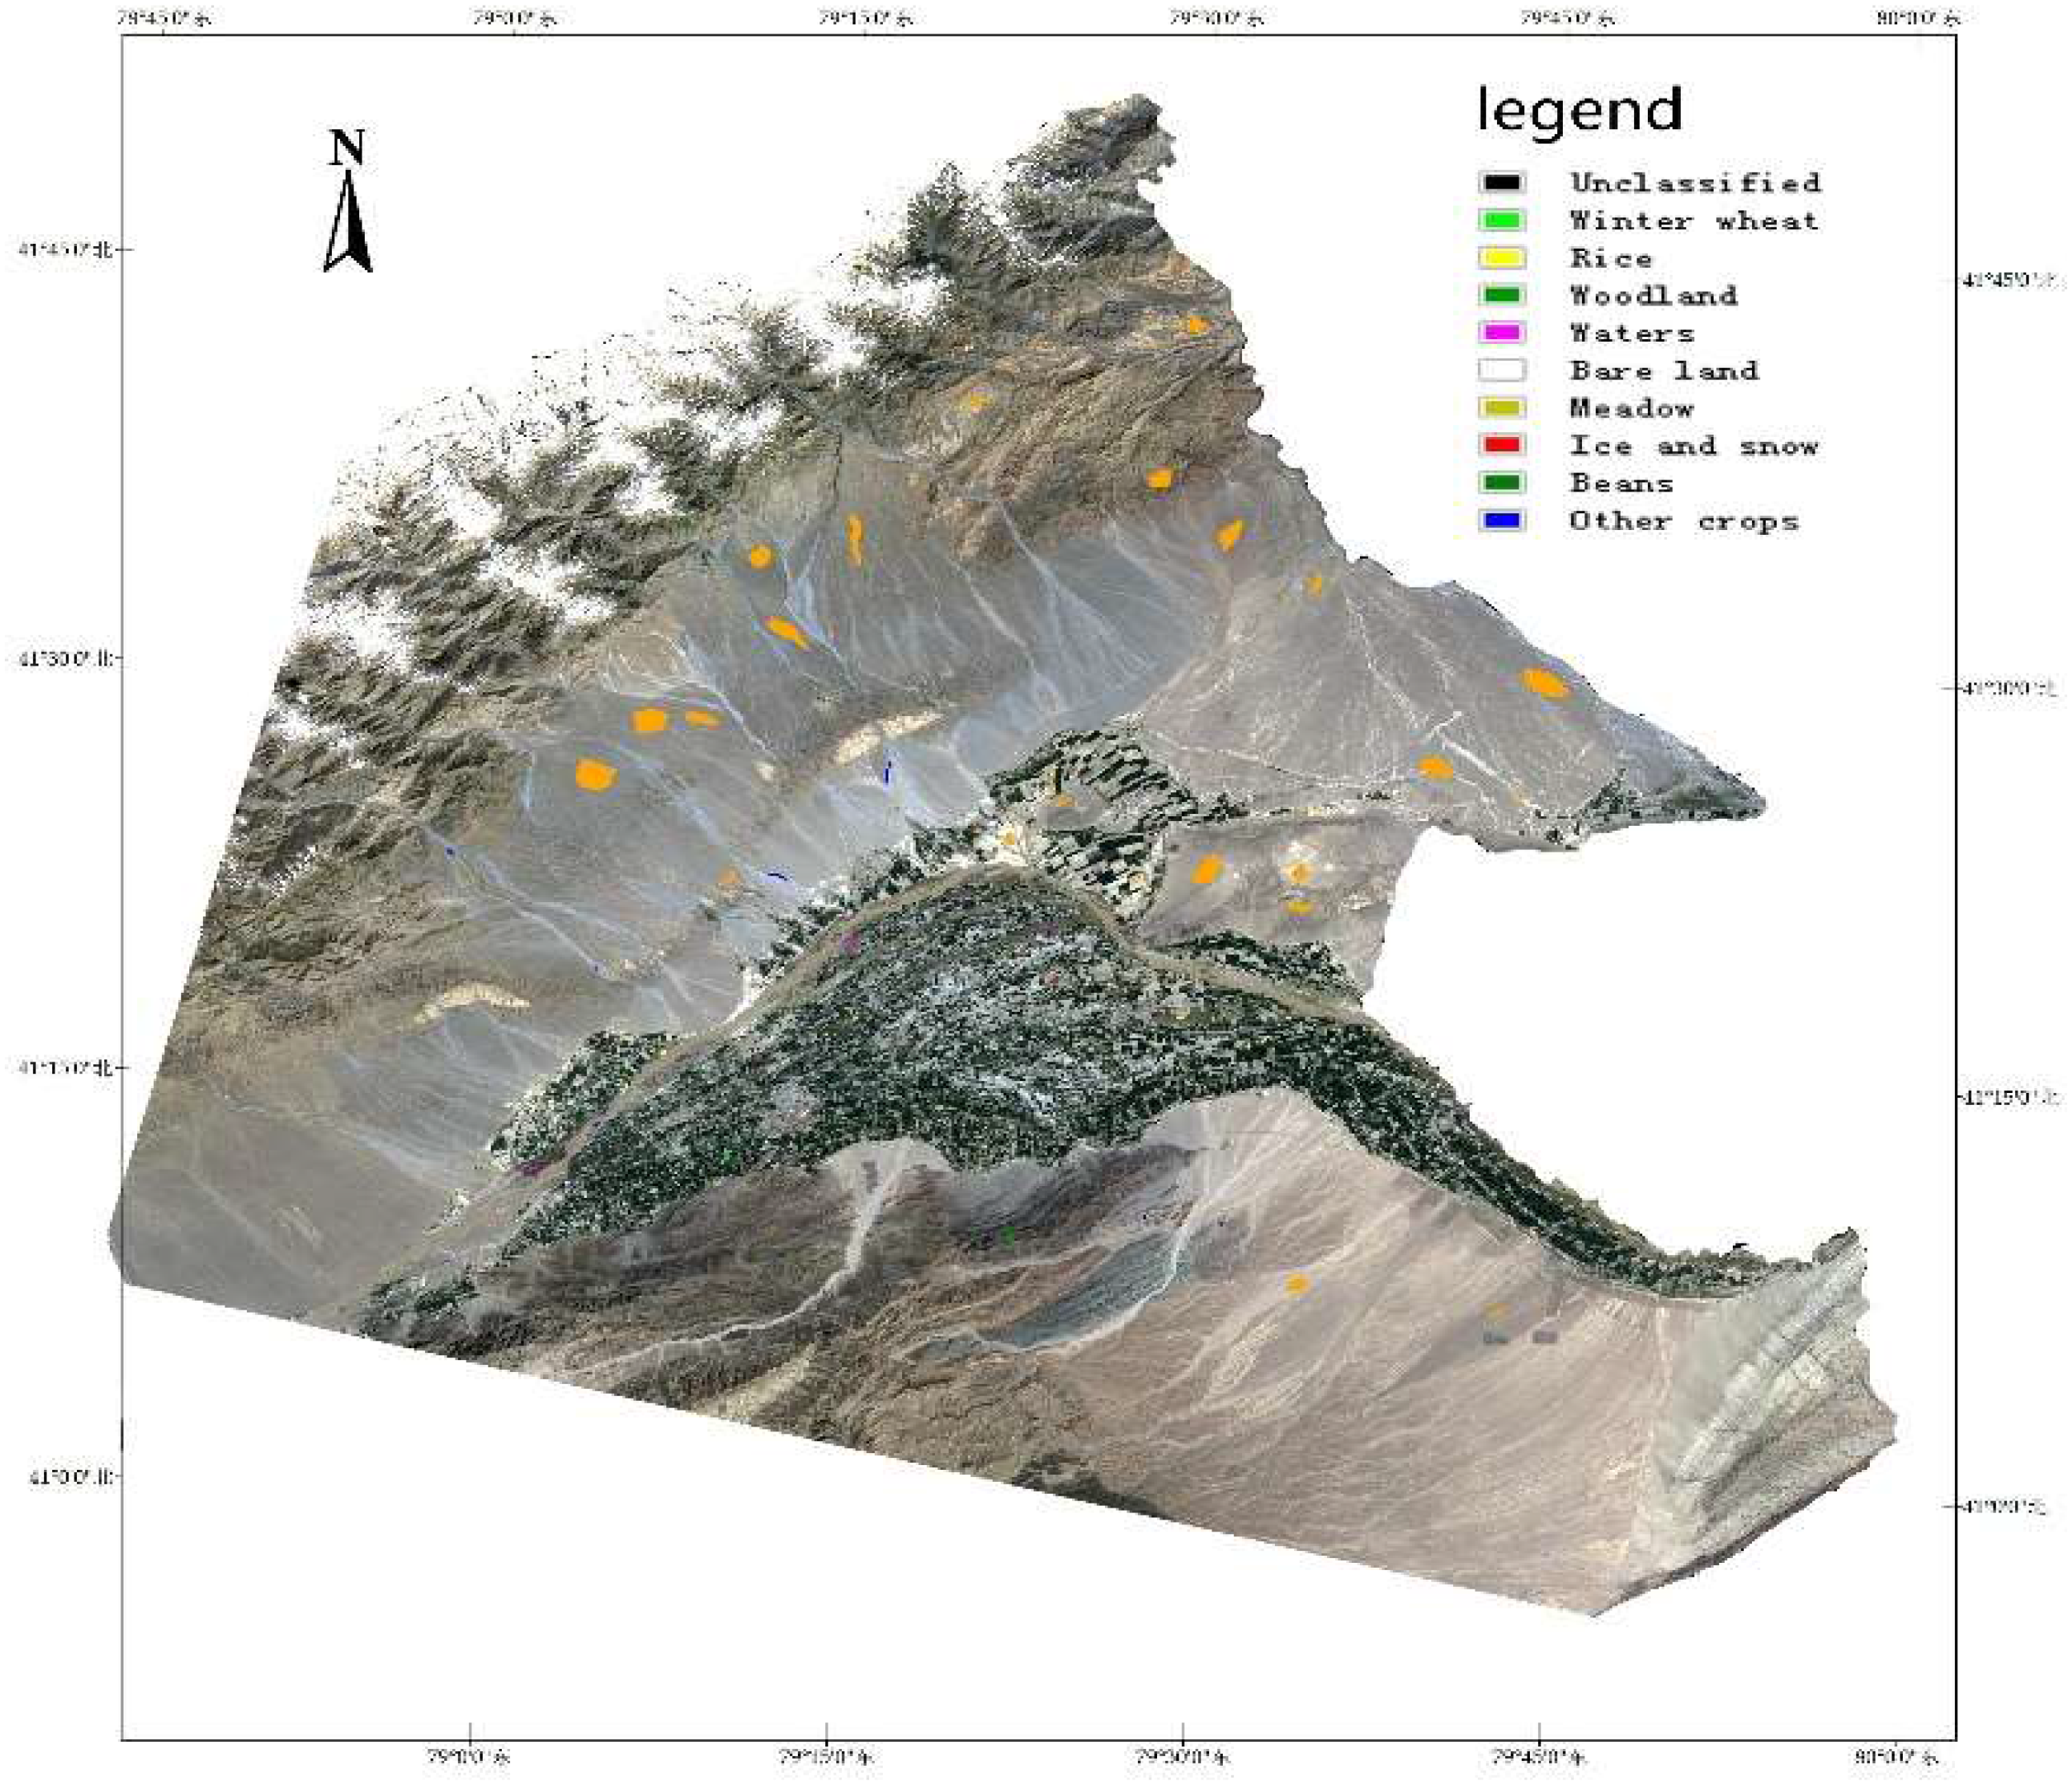 79°45'0"东 79°0'0"东 79°15'0"东 79°30'0"东 79°45'0"东 80°0'0"东
legend
N
Unclassified
Winter wheat
Rice
Woodland
Waters
Bare land
Meadow
Ice and snow
Beans
Other crops
41°45'0"北
41°45'0"北
41°30'0"北
41°30'0"北
41°15'0"北
41°15'0"北
41°0'0"北
41°0'0"北
79°0'0"东 79°15'0"东 79°30'0"东 79°45'0"东 80°0'0"东